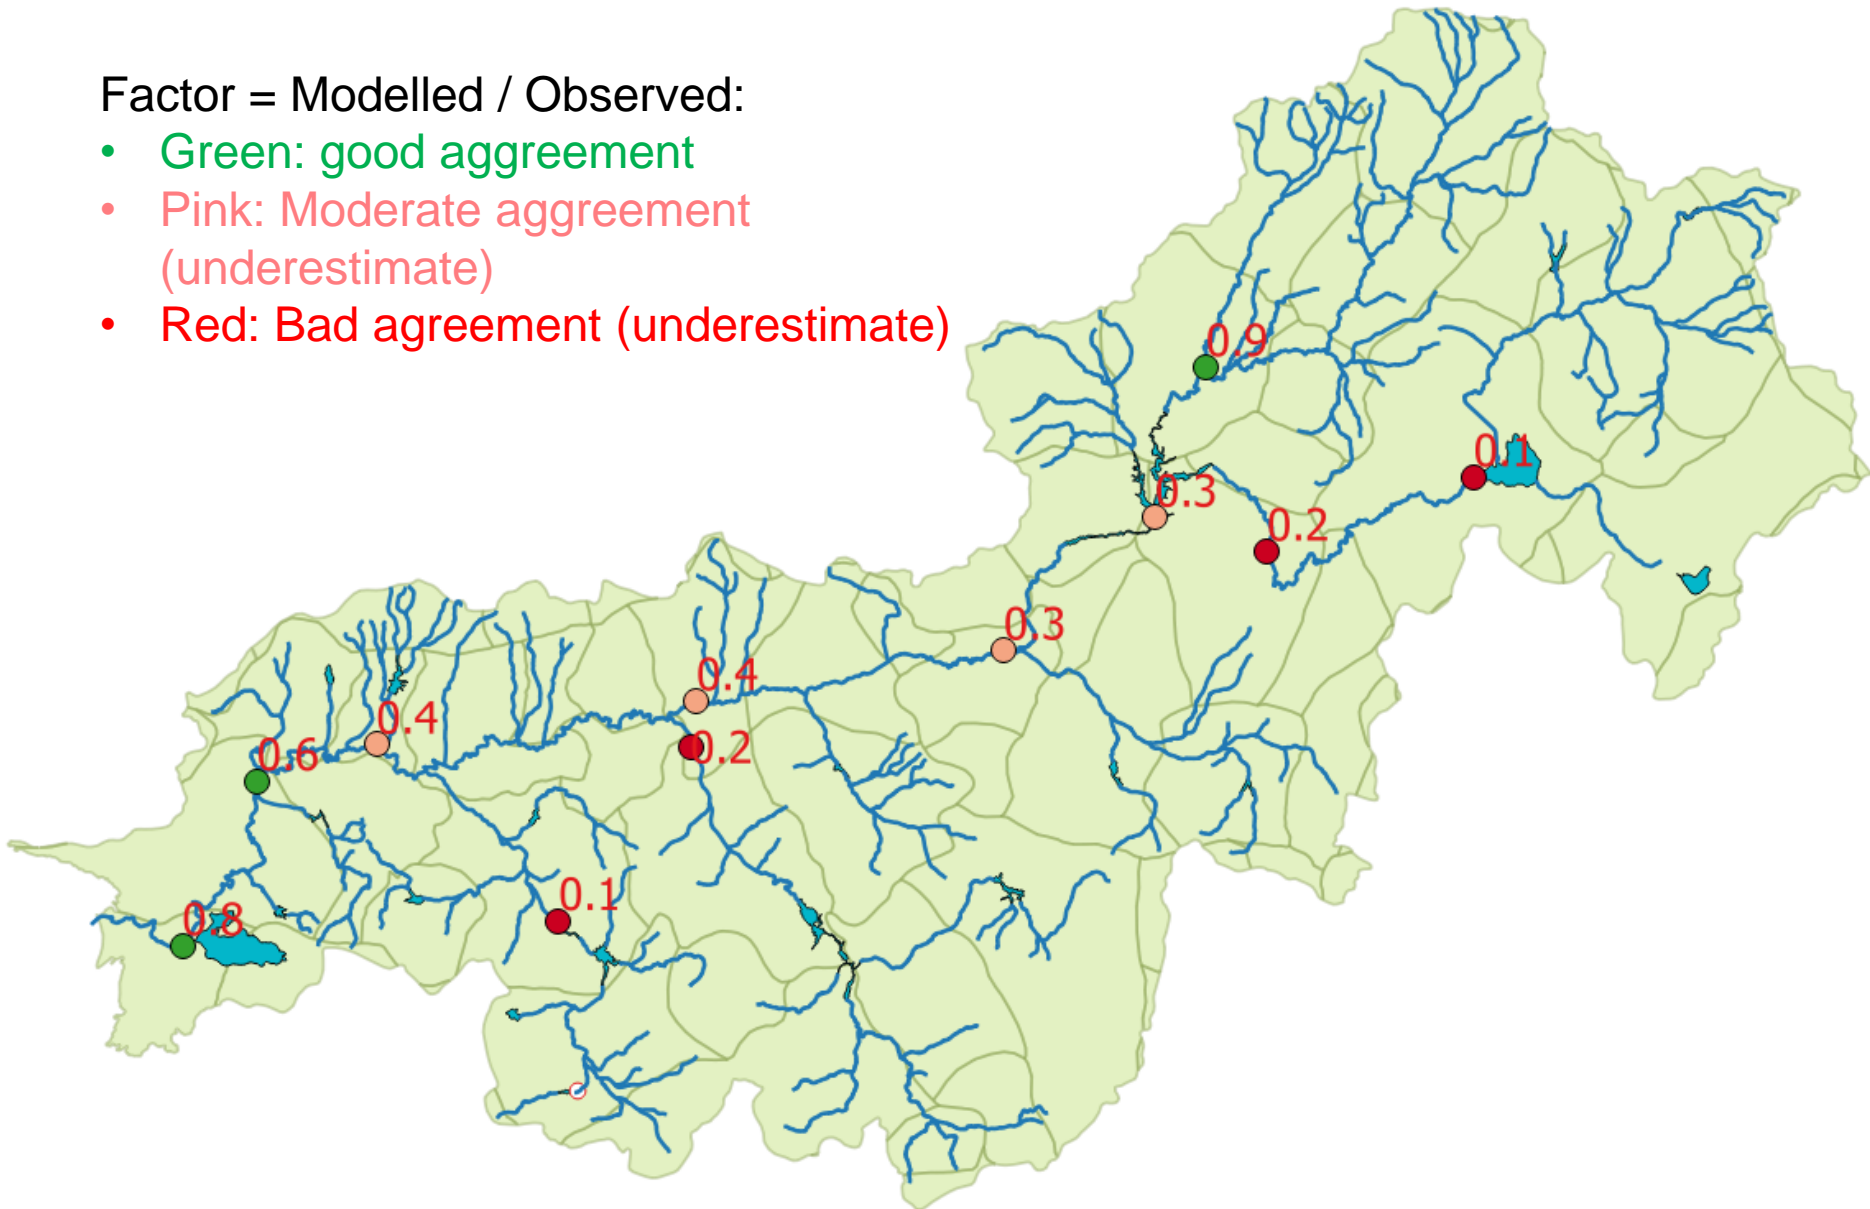 Factor = Modelled / Observed:
• Green: good aggreement
• Pink: Moderate aggreement
(underestimate)
• Red: Bad agreement (underestimate)
0.9
0.1
0.3
0.2
0.3
0.4
0.4
0.2
0.6
0.1
0.8